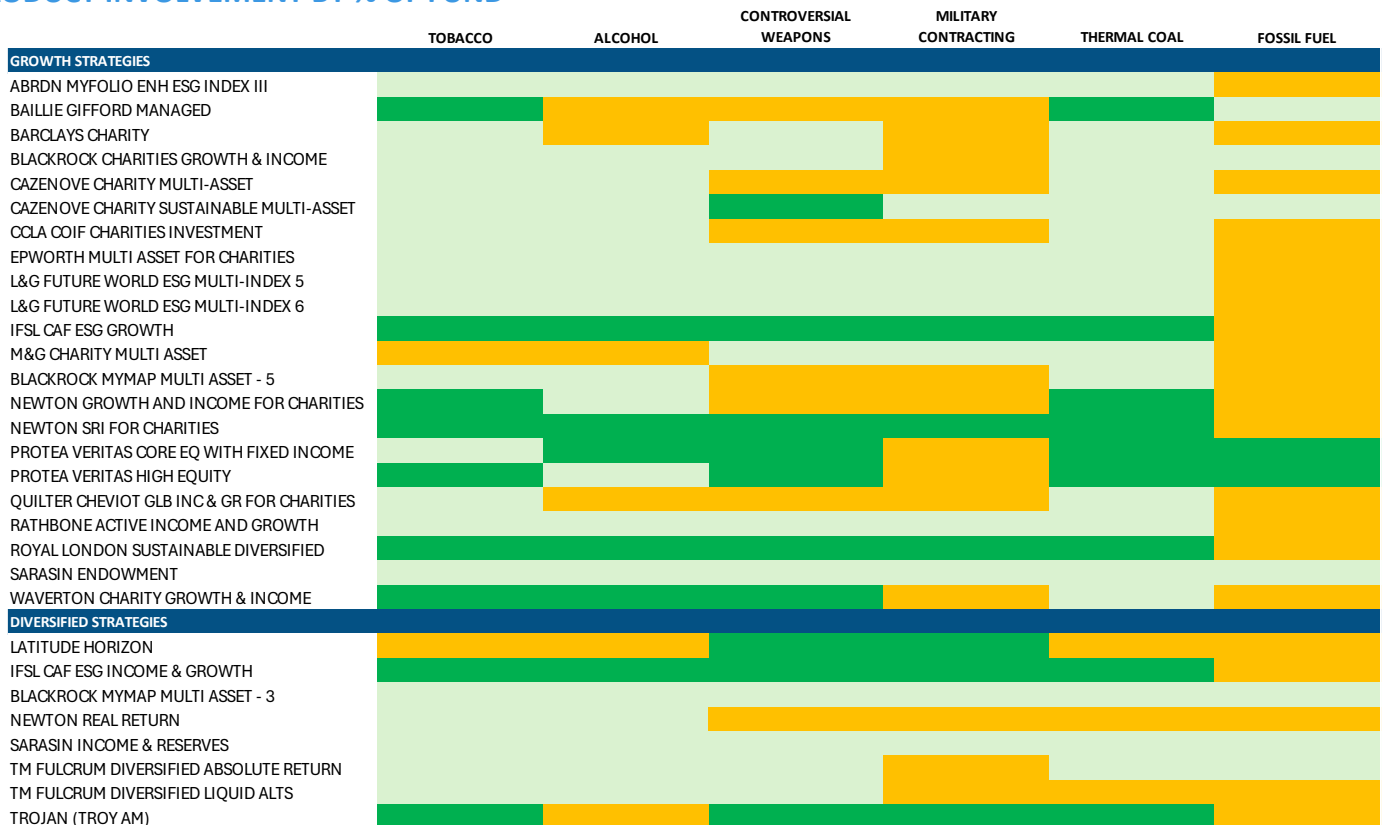 CONTROVERSIAL MILITARY
TOBACCO ALCOHOL WEAPONS CONTRACTING THERMAL COAL FOSSIL FUEL
GROWTH STRATEGIES
ABRDN MYFOLIO ENH ESG INDEX III
BAILLIE GIFFORD MANAGED
BARCLAYS CHARITY
BLACKROCK CHARITIES GROWTH & INCOME
CAZENOVE CHARITY MULTI-ASSET
CAZENOVE CHARITY SUSTAINABLE MULTI-ASSET
CCLA COIF CHARITIES INVESTMENT
EPWORTH MULTI ASSET FOR CHARITIES
L&G FUTURE WORLD ESG MULTI-INDEX 5
L&G FUTURE WORLD ESG MULTI-INDEX 6
IFSL CAF ESG GROWTH
M&G CHARITY MULTI ASSET
BLACKROCK MYMAP MULTI ASSET - 5
NEWTON GROWTH AND INCOME FOR CHARITIES
NEWTON SRI FOR CHARITIES
PROTEA VERITAS CORE EQ WITH FIXED INCOME
PROTEA VERITAS HIGH EQUITY
QUILTER CHEVIOT GLB INC & GR FOR CHARITIES
RATHBONE ACTIVE INCOME AND GROWTH
ROYAL LONDON SUSTAINABLE DIVERSIFIED
SARASIN ENDOWMENT
WAVERTON CHARITY GROWTH & INCOME
DIVERSIFIED STRATEGIES
LATITUDE HORIZON
IFSL CAF ESG INCOME & GROWTH
BLACKROCK MYMAP MULTI ASSET - 3
NEWTON REAL RETURN
SARASIN INCOME & RESERVES
TM FULCRUM DIVERSIFIED ABSOLUTE RETURN
TM FULCRUM DIVERSIFIED LIQUID ALTS
TROJAN (TROY AM)